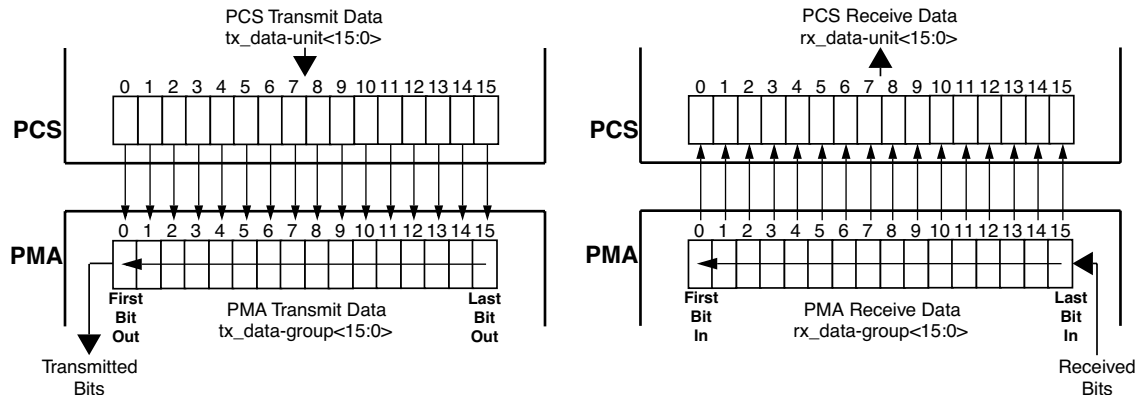 PCS Transmit Data
tx_data-unit<15:0>
0 1 2 3 4 5 6 7 8 9 10 11 12 13 14 15
PCS
0 1 2 3 4 5 6 7 8 9 10 11 12 13 14 15
PMA
First
Bit
Out
PMA Transmit Data
tx_data-group<15:0>
Last
Bit
Out
Transmitted
Bits
PCS Receive Data
rx_data-unit<15:0>
0 1 2 3 4 5 6 7 8 9 10 11 12 13 14 15
PCS
0 1 2 3 4 5 6 7 8 9 10 11 12 13 14 15
PMA
First
Bit
In
PMA Receive Data
rx_data-group<15:0>
Last
Bit
In
Received
Bits